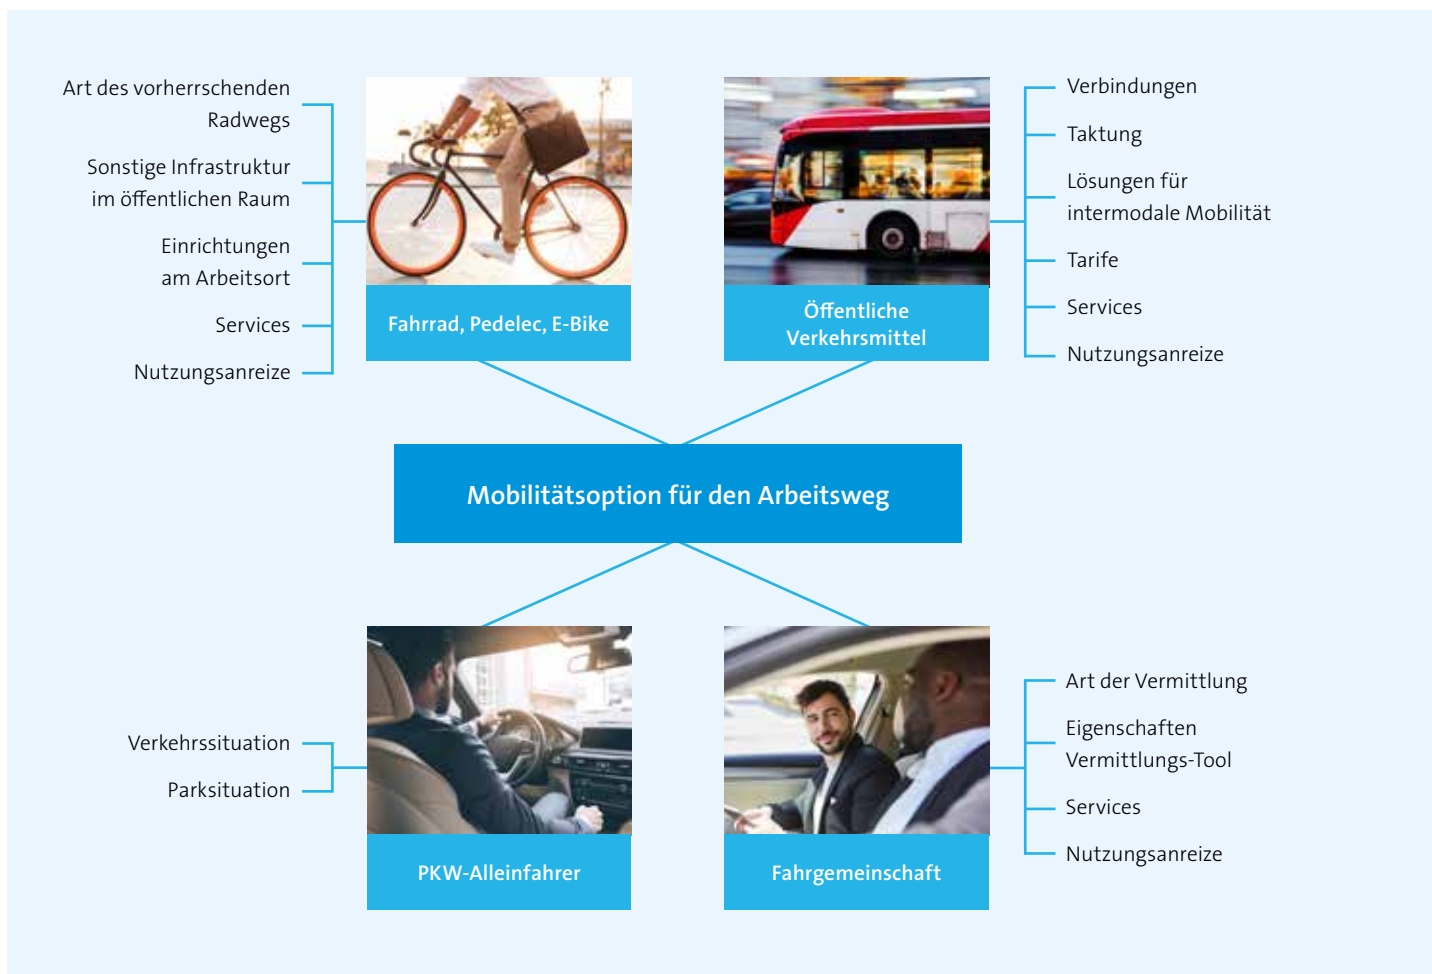 Art des vorherrschenden
Radwegs
Sonstige Infrastruktur
im öffentlichen Raum
Einrichtungen
am Arbeitsort
Services
Nutzungsanreize
Fahrrad, Pedelec, E-Bike
Öffentliche
Verkehrsmittel
Verbindungen
Taktung
Lösungen für
intermodale Mobilität
Tarife
Services
Nutzungsanreize
Mobilitätsoption für den Arbeitsweg
Verkehrssituation
Parksituation
PKW-Alleinfahrer
Fahrgemeinschaft
Art der Vermittlung
Eigenschaften
Vermittlungs-Tool
Services
Nutzungsanreize